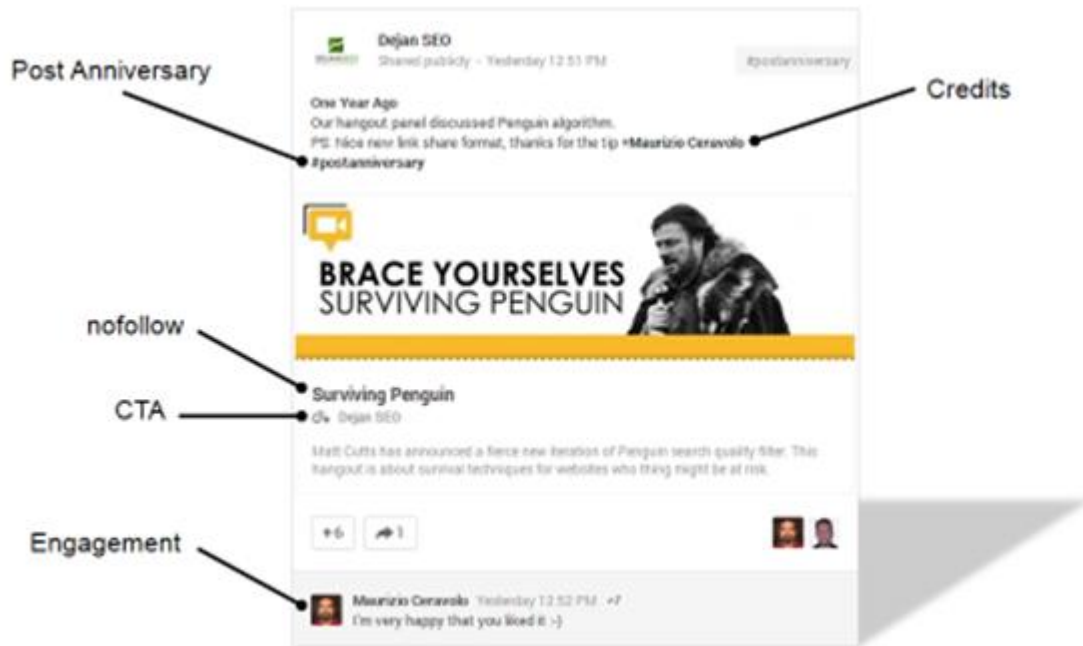 Post Anniversary
Dejan SEO
Shared publicly - Yesterday 12:51 PM
#postanniversary
Credits
One Year Ago
Our hangout panel discussed Penguin algorithm.
PS: Nice new link share format, thanks for the tip +Maurizio Ceravolo
#postanniversary
BRACE YOURSELVES
SURVIVING PENGUIN
nofollow
Surviving Penguin
CTA
Dejan SEO
Matt Cutts has announced a fierce new iteration of Penguin search quality filter. This
hangout is about survival techniques for websites who thing might be at risk.
Engagement
+6
1
Maurizio Ceravolo Yesterday 12:52 PM +7
I'm very happy that you liked it :-)